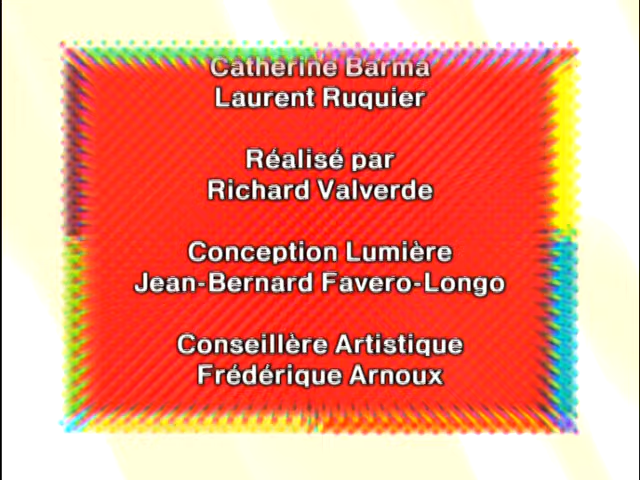 Catherine Barma
Laurent Ruquier
Réalisé par
Richard Valverde
Conception Lumière
Jean-Bernard Favero-Longo
Conseillère Artistique
Frédérique Arnoux